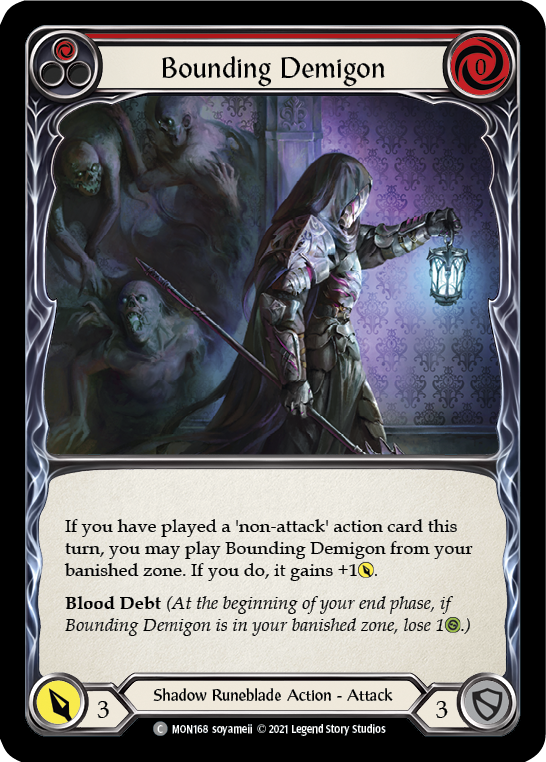 Bounding Demigon
0
If you have played a 'non-attack' action card this
turn, you may play Bounding Demigon from your
banished zone. If you do, it gains +1.
Blood Debt (At the beginning of your end phase, if
Bounding Demigon is in your banished zone, lose 1.)
3
Shadow Runeblade Action - Attack
3
C MON168 soyameii © 2021 Legend Story Studios